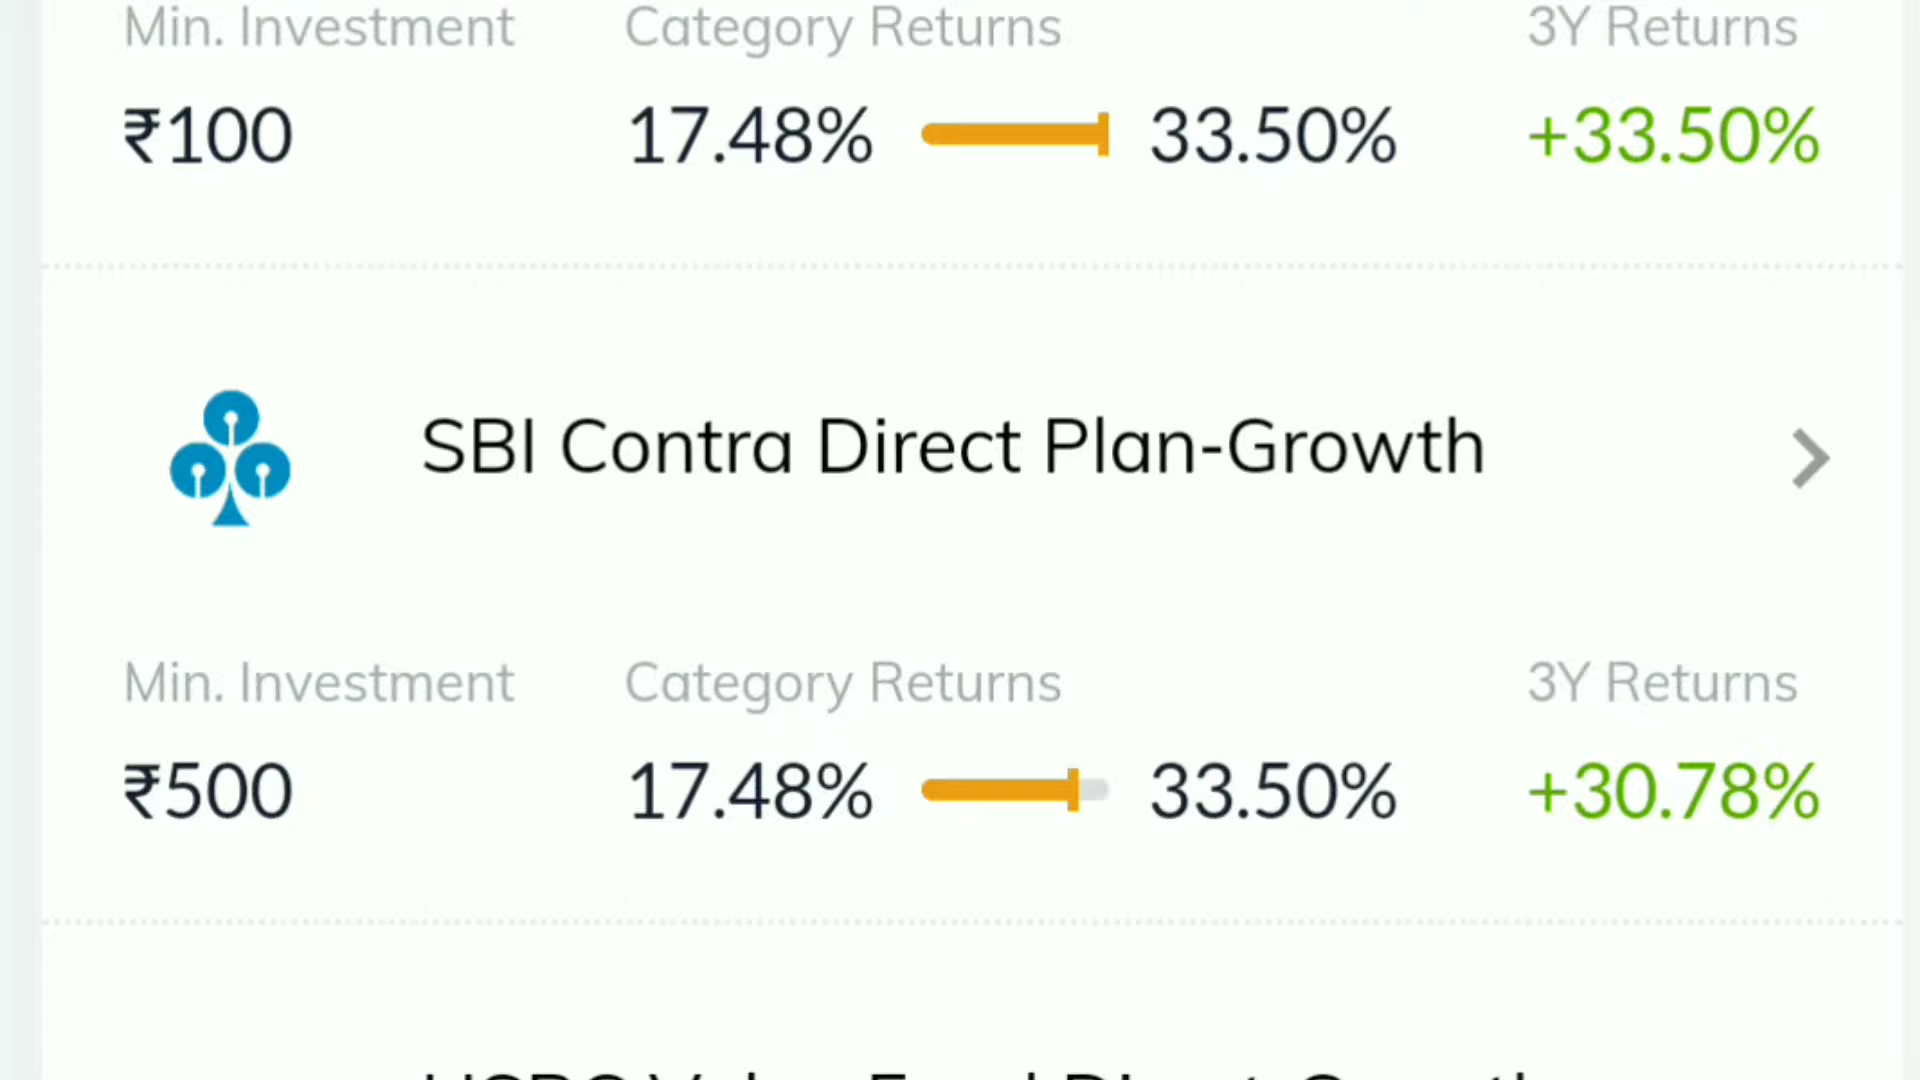 Min. Investment Category Returns 3Y Returns
₹100 17.48% 33.50% +33.50%
SBI Contra Direct Plan-Growth
Min. Investment Category Returns 3Y Returns
₹500 17.48% 33.50% +30.78%